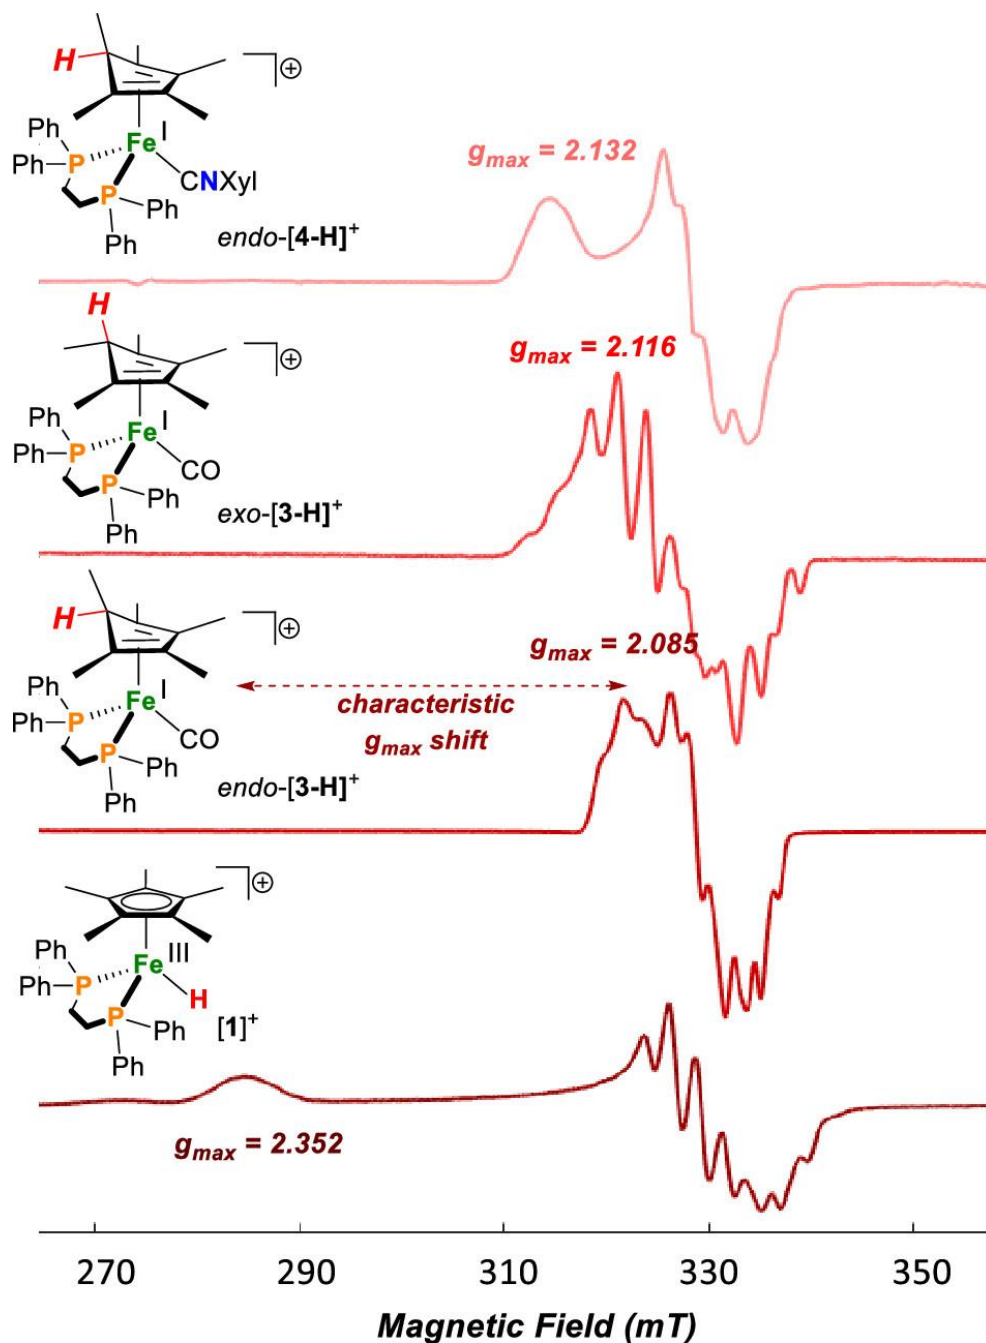 H
⊕
Ph
Ph
P
Fe
I
P
CNXyl
Ph
Ph
endo-[4-H]⁺
g_max = 2.132
H
⊕
g_max = 2.116
Ph
Ph
P
Fe
I
P
CO
Ph
Ph
exo-[3-H]⁺
H
⊕
g_max = 2.085
Ph
Ph
P
Fe
I
P
CO
Ph
Ph
endo-[3-H]⁺
characteristic
g_max shift
⊕
Ph
Ph
P
Fe
III
H
P
Ph
Ph
[1]⁺
g_max = 2.352
270 290 310 330 350
Magnetic Field (mT)